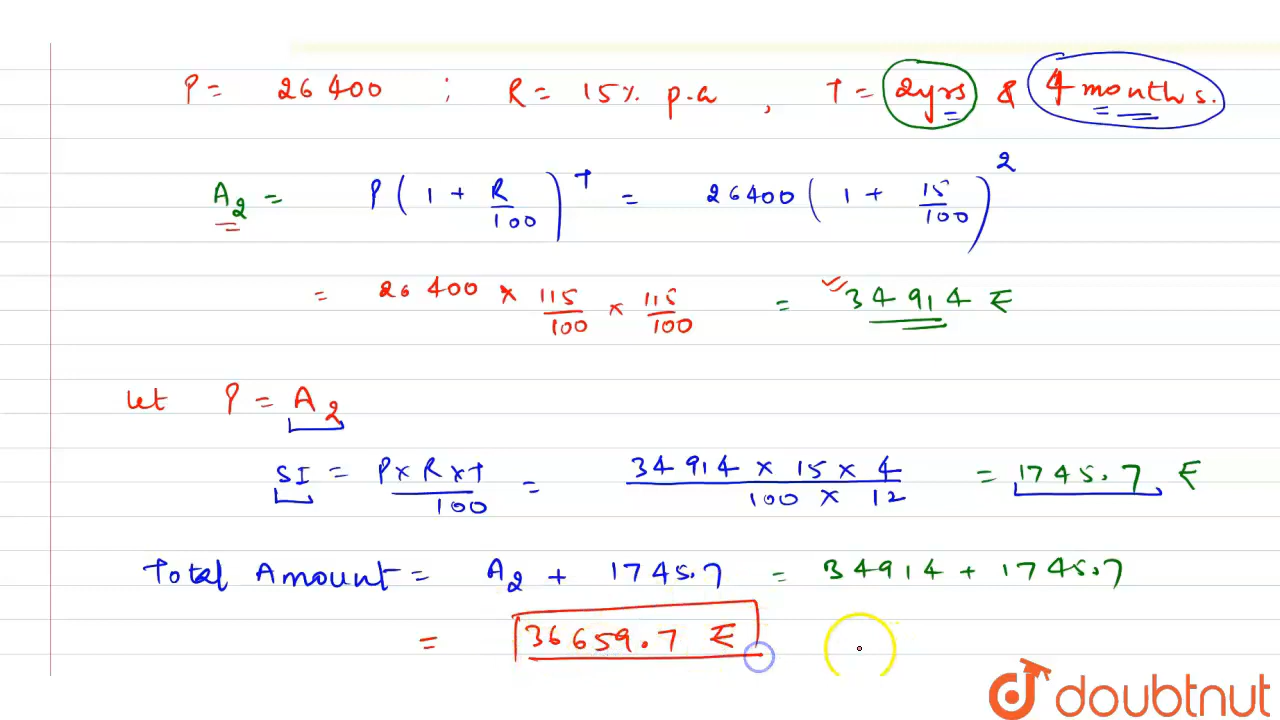 P = 26400 ; R = 15% p.a , T = 2yrs & 4 months.
A₂ = P(1 + R/100)^T = 26400(1 + 15/100)^2
= 26400 × 115/100 × 115/100 = 34914 ₹
let P = A₂
SI = P×R×T/100 = 34914 × 15 × 4/100 × 12 = 1745.7 ₹
Total Amount = A₂ + 1745.7 = 34914 + 1745.7
= 36659.7 ₹
doubtnut